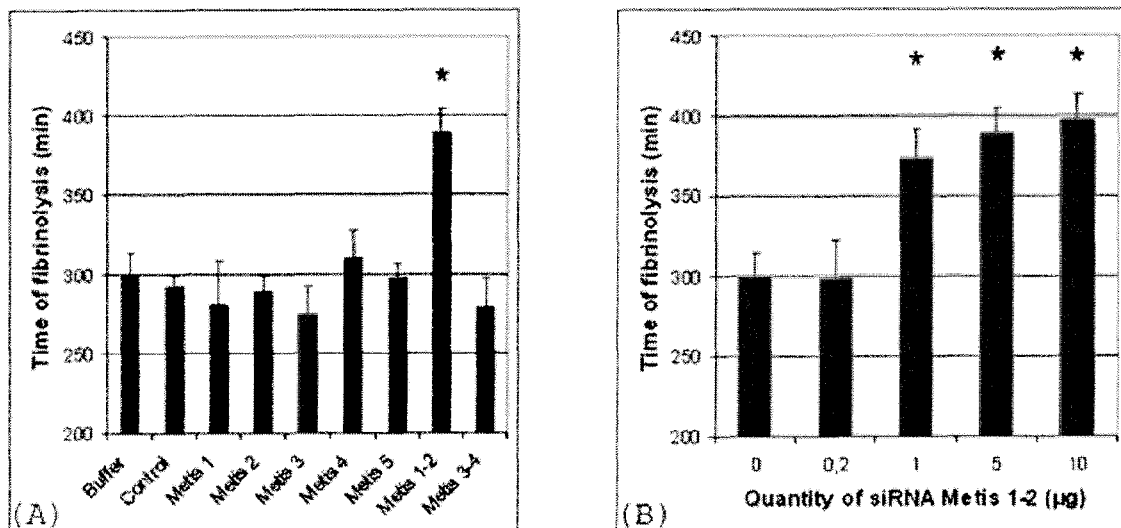 450
400
350
300
250
200
Time of fibrinolysis (min)
*
Buffer
Control
Metis 1
Metis 2
Metis 3
Metis 4
Metis 5
Metis 1-2
Metis 3-4
(A)
450
400
350
300
250
200
Time of fibrinolysis (min)
* * *
0 0,2 1 5 10
Quantity of siRNA Metis 1-2 (µg)
(B)